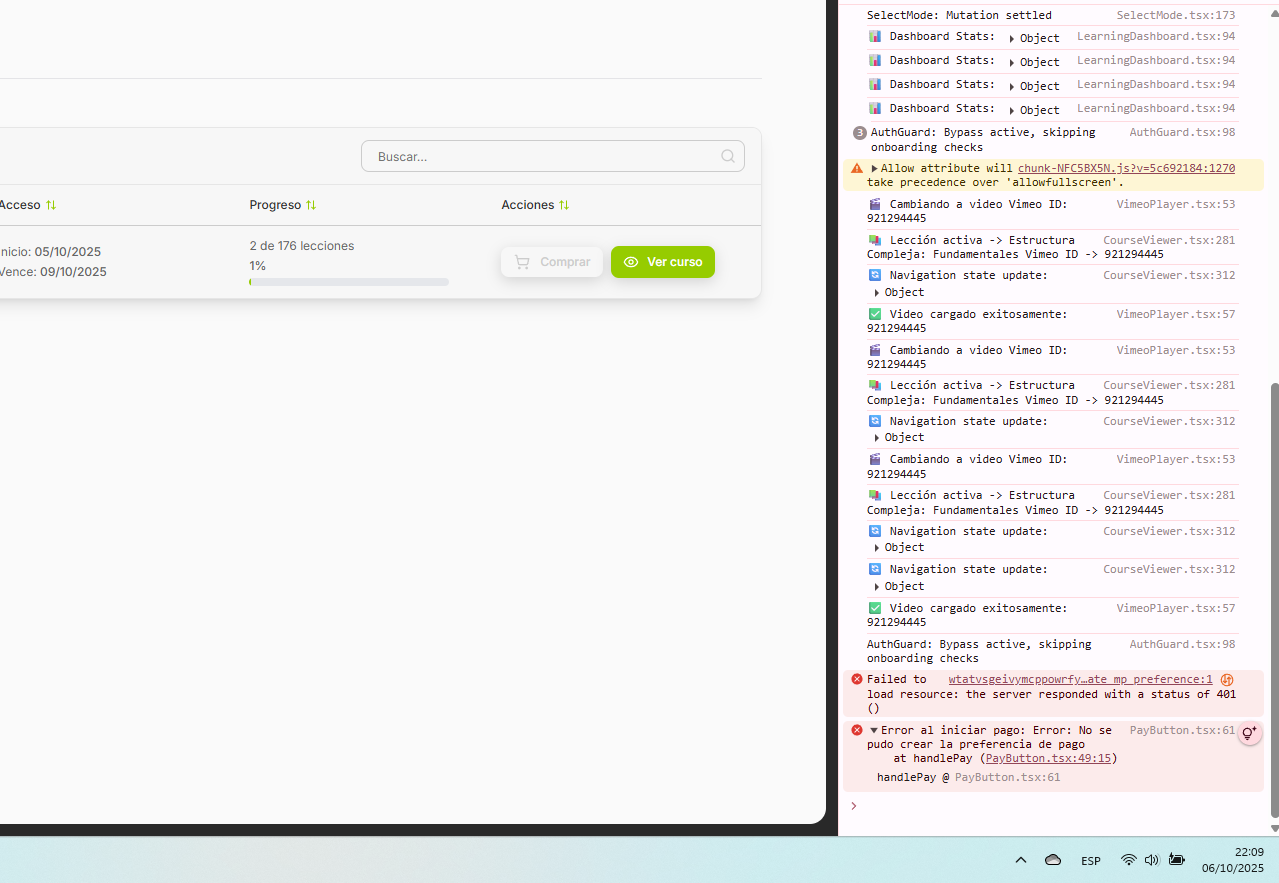 Buscar...
Acceso
Progreso
Acciones
nicio: 05/10/2025
Vence: 09/10/2025
2 de 176 lecciones
1%
Comprar
Ver curso
SelectMode: Mutation settled SelectMode.tsx:173
Dashboard Stats: Object LearningDashboard.tsx:94
Dashboard Stats: Object LearningDashboard.tsx:94
Dashboard Stats: Object LearningDashboard.tsx:94
Dashboard Stats: Object LearningDashboard.tsx:94
3 AuthGuard: Bypass active, skipping AuthGuard.tsx:98
onboarding checks
Allow attribute will chunk-NFC5BX5N.js?v=5c692184:1270
take precedence over 'allowfullscreen'.
Cambiando a video Vimeo ID: VimeoPlayer.tsx:53
921294445
Lección activa -> Estructura CourseViewer.tsx:281
Compleja: Fundamentales Vimeo ID -> 921294445
Navigation state update: CourseViewer.tsx:312
Object
Video cargado exitosamente: VimeoPlayer.tsx:57
921294445
Cambiando a video Vimeo ID: VimeoPlayer.tsx:53
921294445
Lección activa -> Estructura CourseViewer.tsx:281
Compleja: Fundamentales Vimeo ID -> 921294445
Navigation state update: CourseViewer.tsx:312
Object
Cambiando a video Vimeo ID: VimeoPlayer.tsx:53
921294445
Lección activa -> Estructura CourseViewer.tsx:281
Compleja: Fundamentales Vimeo ID -> 921294445
Navigation state update: CourseViewer.tsx:312
Object
Navigation state update: CourseViewer.tsx:312
Object
Video cargado exitosamente: VimeoPlayer.tsx:57
921294445
AuthGuard: Bypass active, skipping AuthGuard.tsx:98
onboarding checks
Failed to wtatvsgeivymcppowrfy…ate_mp_preference:1
load resource: the server responded with a status of 401
()
Error al iniciar pago: Error: No se PayButton.tsx:61
pudo crear la preferencia de pago
at handlePay (PayButton.tsx:49:15)
handlePay @ PayButton.tsx:61
ESP
22:09
06/10/2025